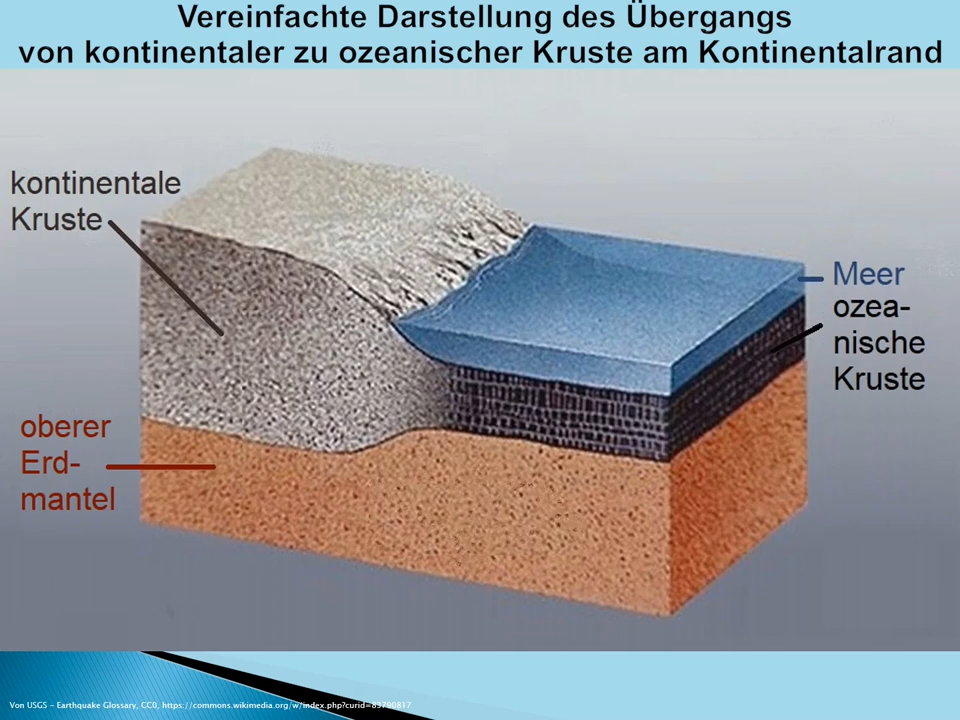 Vereinfachte Darstellung des Übergangs
von kontinentaler zu ozeanischer Kruste am Kontinentalrand
kontinentale
Kruste
Meer
ozea-
nische
Kruste
oberer
Erd-
mantel
Von USGS - Earthquake Glossary, CC0, https://commons.wikimedia.org/w/index.php?curid=83790817